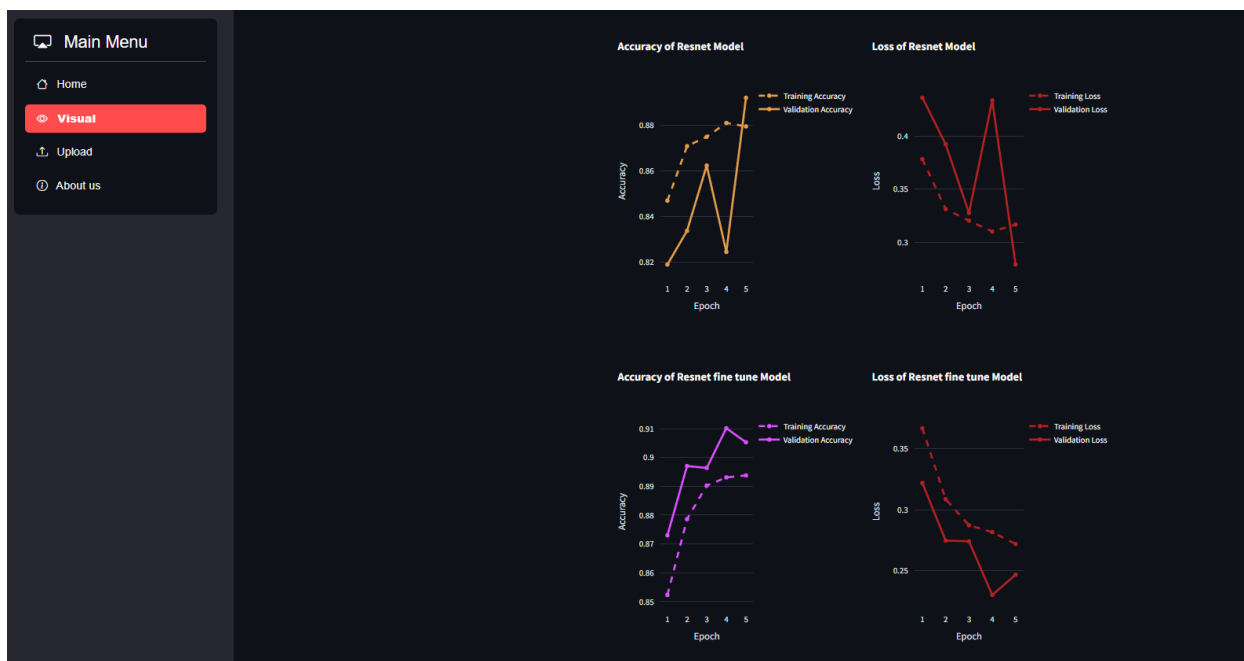 Main Menu
Home
Visual
Upload
About us
Accuracy of Resnet Model
Training Accuracy
Validation Accuracy
0.88
0.86
0.84
0.82
Accuracy
1 2 3 4 5
Epoch
Loss of Resnet Model
Training Loss
Validation Loss
0.4
0.35
0.3
Loss
1 2 3 4 5
Epoch
Accuracy of Resnet fine tune Model
Training Accuracy
Validation Accuracy
0.91
0.9
0.89
0.88
0.87
0.86
0.85
Accuracy
1 2 3 4 5
Epoch
Loss of Resnet fine tune Model
Training Loss
Validation Loss
0.35
0.3
0.25
Loss
1 2 3 4 5
Epoch